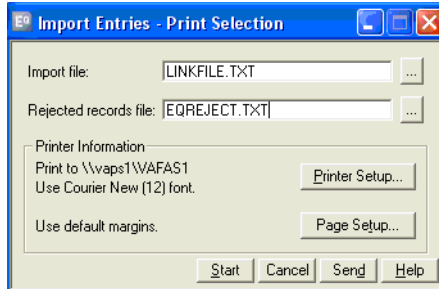 EQ Import Entries - Print Selection
Import file: LINKFILE.TXT ...
Rejected records file: EQREJECT.TXT ...
Printer Information
Print to \\vaps1\VAFAS1
Use Courier New (12) font.
Printer Setup...
Use default margins.
Page Setup...
Start Cancel Send Help